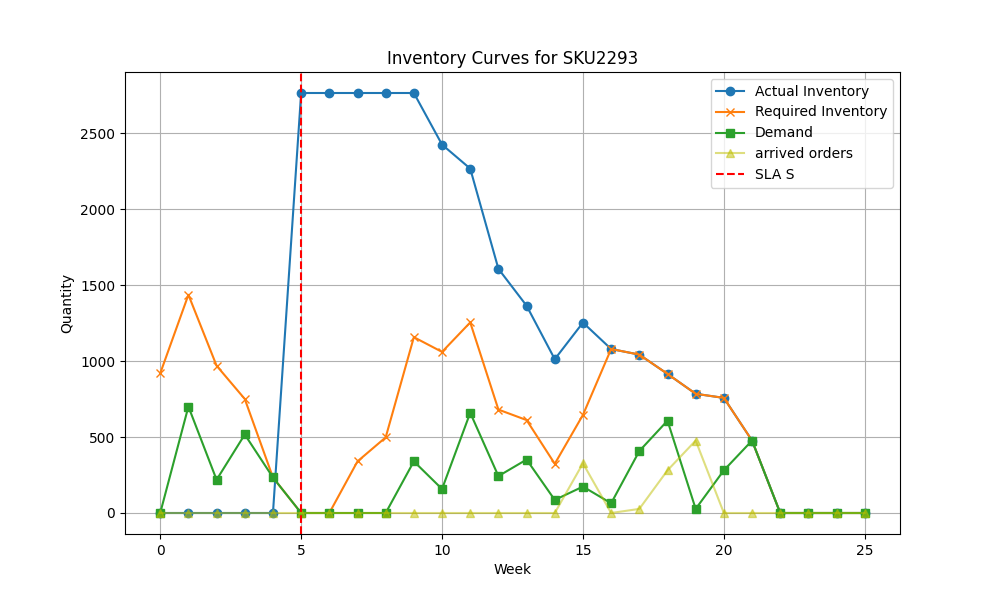 Inventory Curves for SKU2293
Actual Inventory
Required Inventory
Demand
arrived orders
SLA S
Quantity
2500
2000
1500
1000
500
0
0 5 10 15 20 25
Week